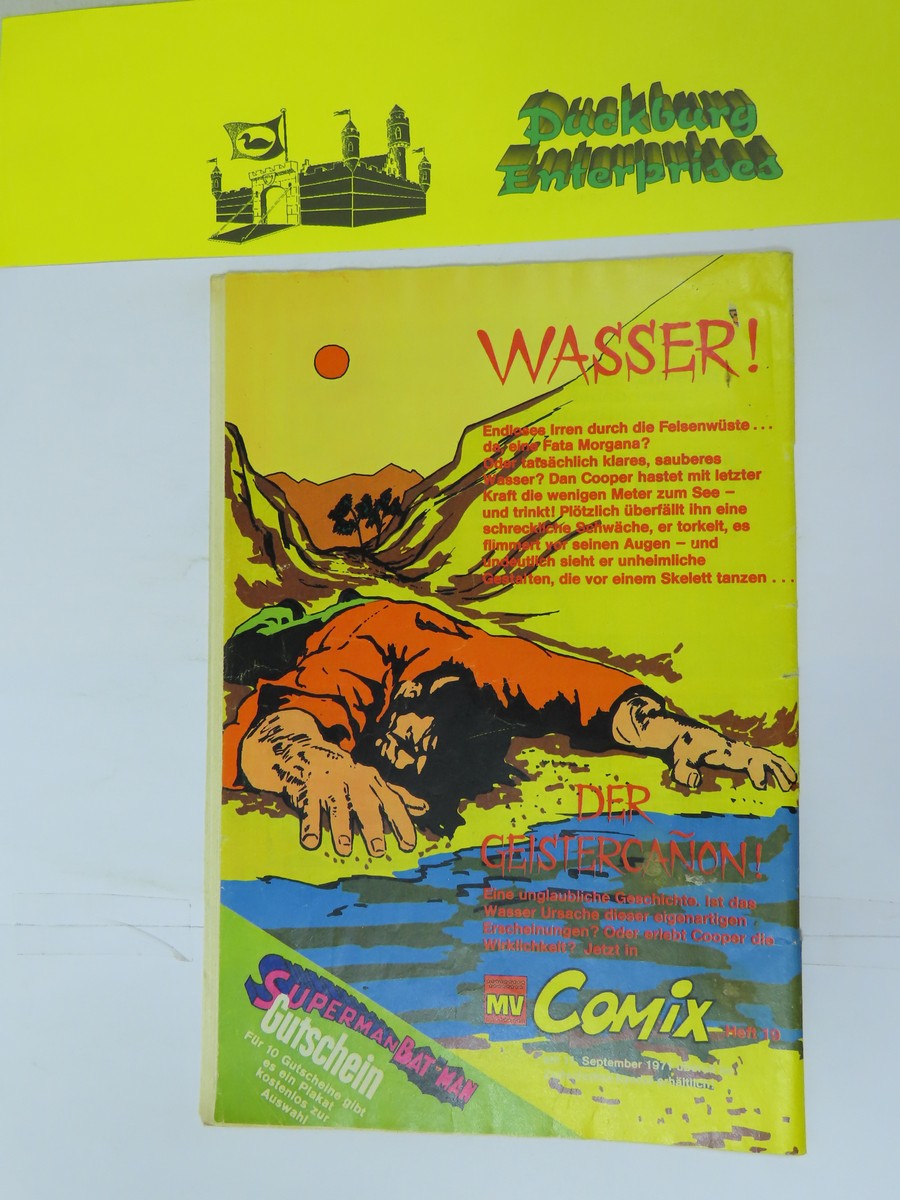 Duckburg
Enterprises
WASSER!
Endloses Irren durch die Felsenwüste ...
da, eine Fata Morgana?
Oder tatsächlich klares, sauberes
Wasser? Dan Cooper hastet mit letzter
Kraft die wenigen Meter zum See –
und trinkt! Plötzlich überfällt ihn eine
schreckliche Schwäche, er torkelt, es
flimmert vor seinen Augen – und
undeutlich sieht er unheimliche
Gestalten, die vor einem Skelett tanzen ...
DER
GEISTERCAÑON!
Eine unglaubliche Geschichte. Ist das
Wasser Ursache dieser eigenartigen
Erscheinungen? Oder erlebt Cooper die
Wirklichkeit? Jetzt in
MV COMIX Heft 19
September 1971
erhältlich.
SUPERMAN BATMAN
Gutschein
Für 10 Gutscheine gibt
es ein Plakat
kostenlos zur
Auswahl